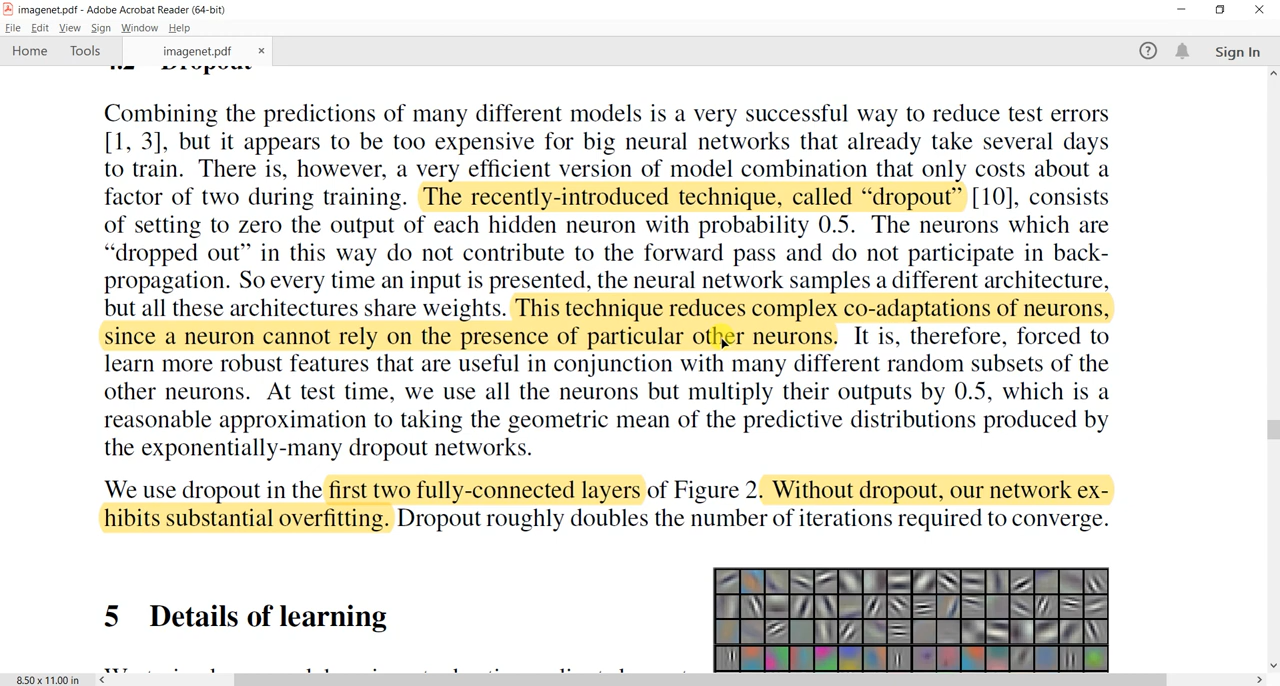 imagenet.pdf - Adobe Acrobat Reader (64-bit)
File Edit View Sign Window Help
Home Tools imagenet.pdf × ? Sign In
4.2 Dropout
Combining the predictions of many different models is a very successful way to reduce test errors
[1, 3], but it appears to be too expensive for big neural networks that already take several days
to train. There is, however, a very efficient version of model combination that only costs about a
factor of two during training. The recently-introduced technique, called “dropout” [10], consists
of setting to zero the output of each hidden neuron with probability 0.5. The neurons which are
“dropped out” in this way do not contribute to the forward pass and do not participate in back-
propagation. So every time an input is presented, the neural network samples a different architecture,
but all these architectures share weights. This technique reduces complex co-adaptations of neurons,
since a neuron cannot rely on the presence of particular other neurons. It is, therefore, forced to
learn more robust features that are useful in conjunction with many different random subsets of the
other neurons. At test time, we use all the neurons but multiply their outputs by 0.5, which is a
reasonable approximation to taking the geometric mean of the predictive distributions produced by
the exponentially-many dropout networks.
We use dropout in the first two fully-connected layers of Figure 2. Without dropout, our network ex-
hibits substantial overfitting. Dropout roughly doubles the number of iterations required to converge.
5 Details of learning
8.50 x 11.00 in